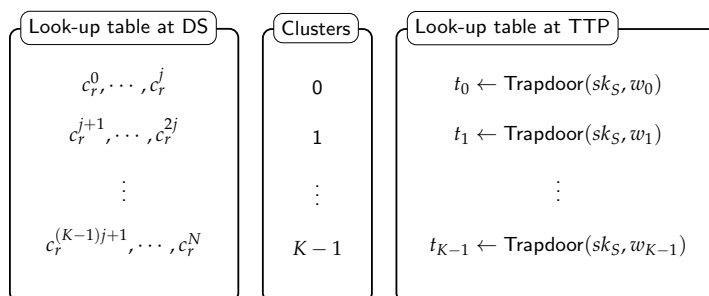 Look-up table at DS Clusters Look-up table at TTP
c_r^0, ⋯ , c_r^j 0 t_0 ← Trapdoor(sk_S, w_0)
c_r^{j+1}, ⋯ , c_r^{2j} 1 t_1 ← Trapdoor(sk_S, w_1)
⋮ ⋮ ⋮
c_r^{(K−1)j+1}, ⋯ , c_r^N K − 1 t_{K−1} ← Trapdoor(sk_S, w_{K−1})